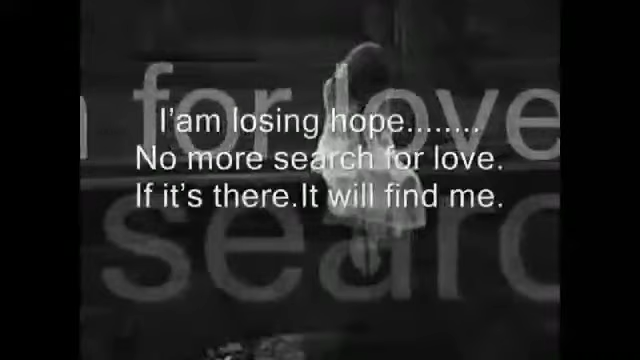 for love
I'am losing hope........
No more search for love.
If it's there.It will find me.
searc